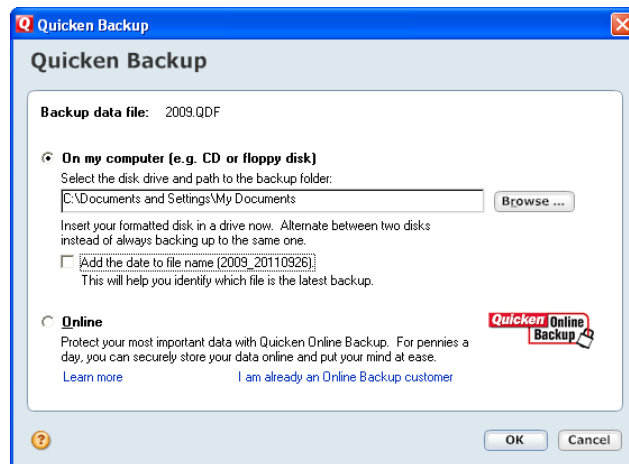 Quicken Backup
Quicken Backup
Backup data file: 2009.QDF
On my computer (e.g. CD or floppy disk)
Select the disk drive and path to the backup folder:
C:\Documents and Settings\My Documents
Browse ...
Insert your formatted disk in a drive now. Alternate between two disks
instead of always backing up to the same one.
Add the date to file name (2009_20110926).
This will help you identify which file is the latest backup.
Online
Quicken Online
Backup
Protect your most important data with Quicken Online Backup. For pennies a
day, you can securely store your data online and put your mind at ease.
Learn more
I am already an Online Backup customer
?
OK
Cancel